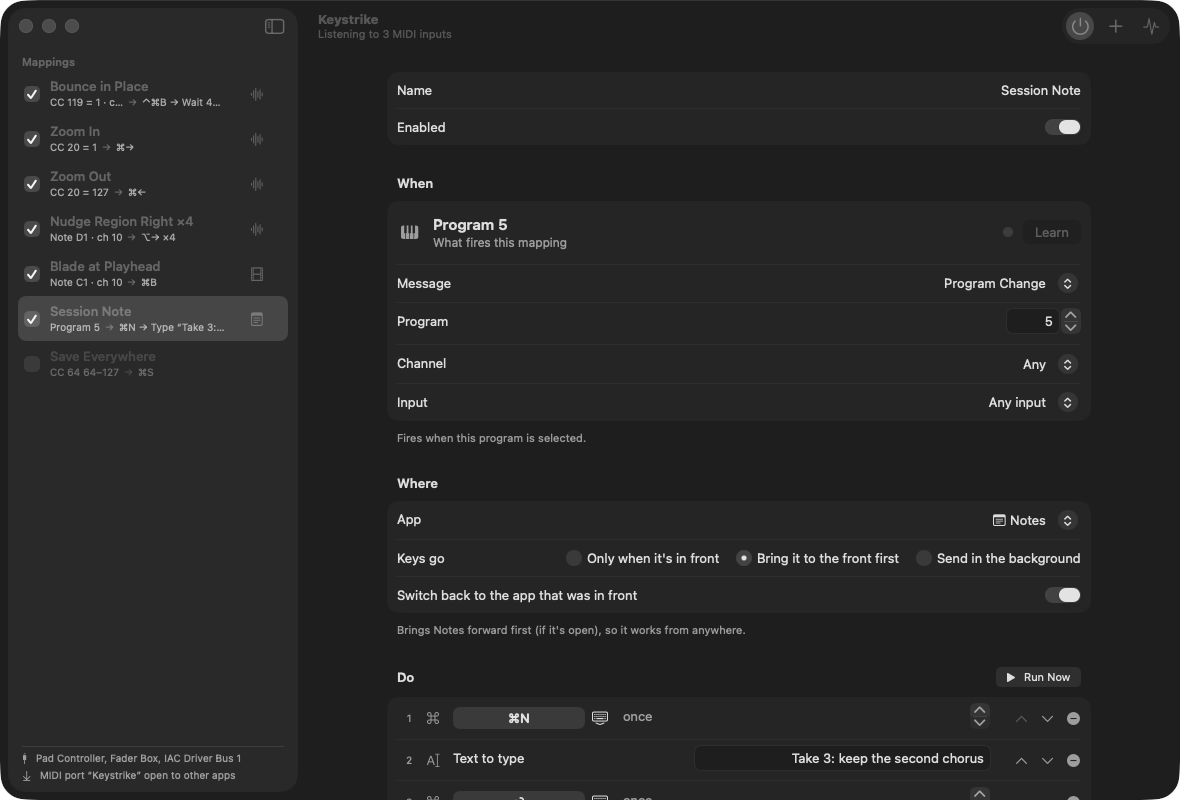 Keystrike
Listening to 3 MIDI inputs
Mappings
Bounce in Place
CC 119 = 1 · c... → ^⌘B → Wait 4...
Zoom In
CC 20 = 1 → ⌘→
Zoom Out
CC 20 = 127 → ⌘←
Nudge Region Right ×4
Note D1 · ch 10 → ⌥→ ×4
Blade at Playhead
Note C1 · ch 10 → ⌘B
Session Note
Program 5 → ⌘N → Type “Take 3:...
Save Everywhere
CC 64 64–127 → ⌘S
Pad Controller, Fader Box, IAC Driver Bus 1
MIDI port “Keystrike” open to other apps
Name Session Note
Enabled
When
Program 5
What fires this mapping
Learn
Message Program Change
Program 5
Channel Any
Input Any input
Fires when this program is selected.
Where
App Notes
Keys go Only when it's in front Bring it to the front first Send in the background
Switch back to the app that was in front
Brings Notes forward first (if it's open), so it works from anywhere.
Do Run Now
1 ⌘ ⌘N once
2 Text to type Take 3: keep the second chorus